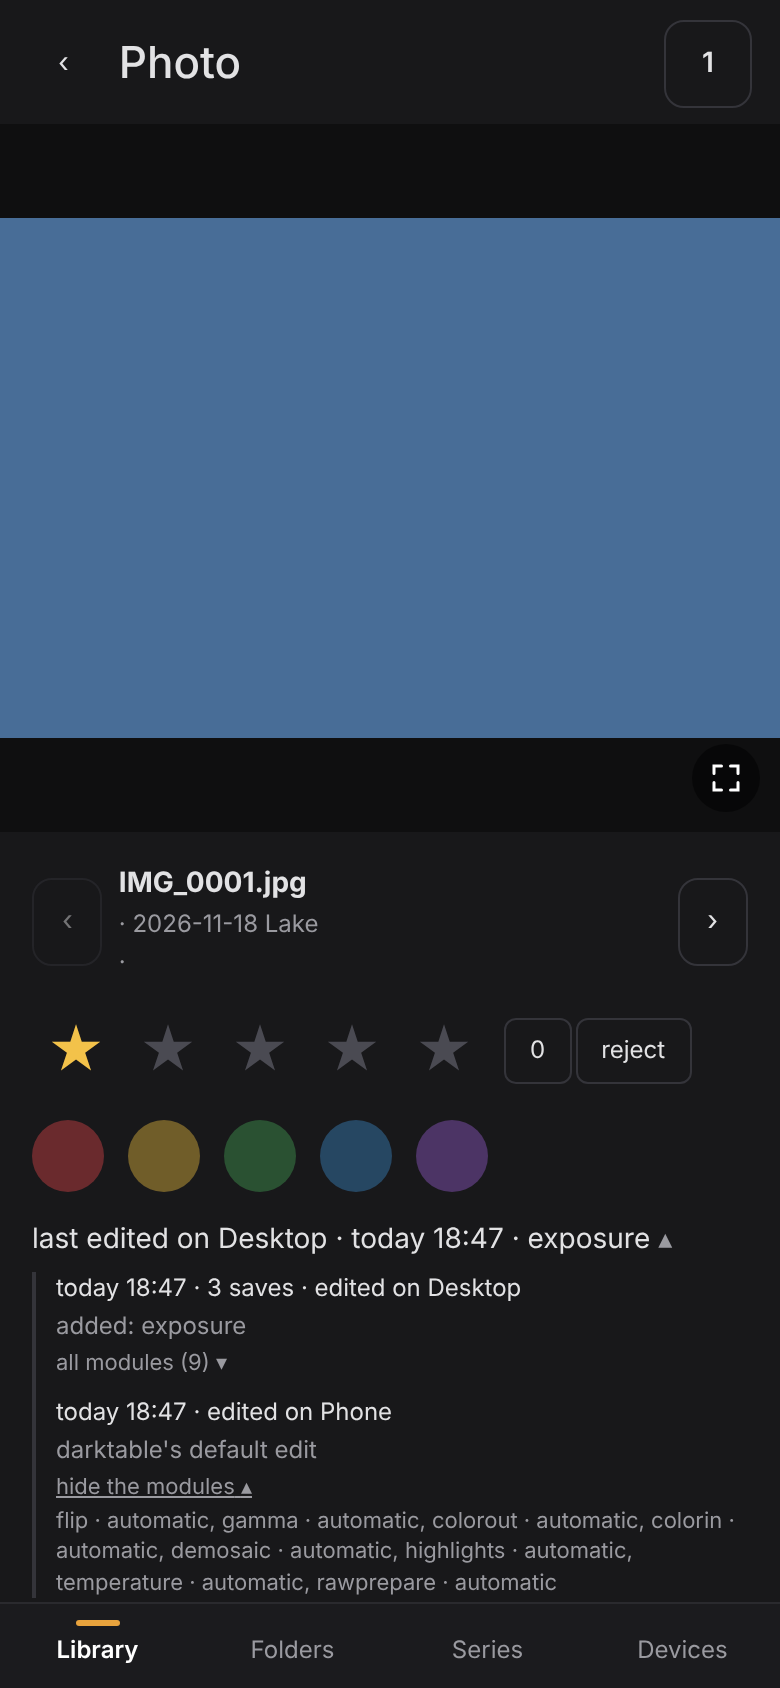 ‹ Photo 1
‹ IMG_0001.jpg ›
· 2026-11-18 Lake
·
★ ★ ★ ★ ★ 0 reject
last edited on Desktop · today 18:47 · exposure ▴
today 18:47 · 3 saves · edited on Desktop
added: exposure
all modules (9) ▾
today 18:47 · edited on Phone
darktable's default edit
hide the modules ▴
flip · automatic, gamma · automatic, colorout · automatic, colorin ·
automatic, demosaic · automatic, highlights · automatic,
temperature · automatic, rawprepare · automatic
Library Folders Series Devices